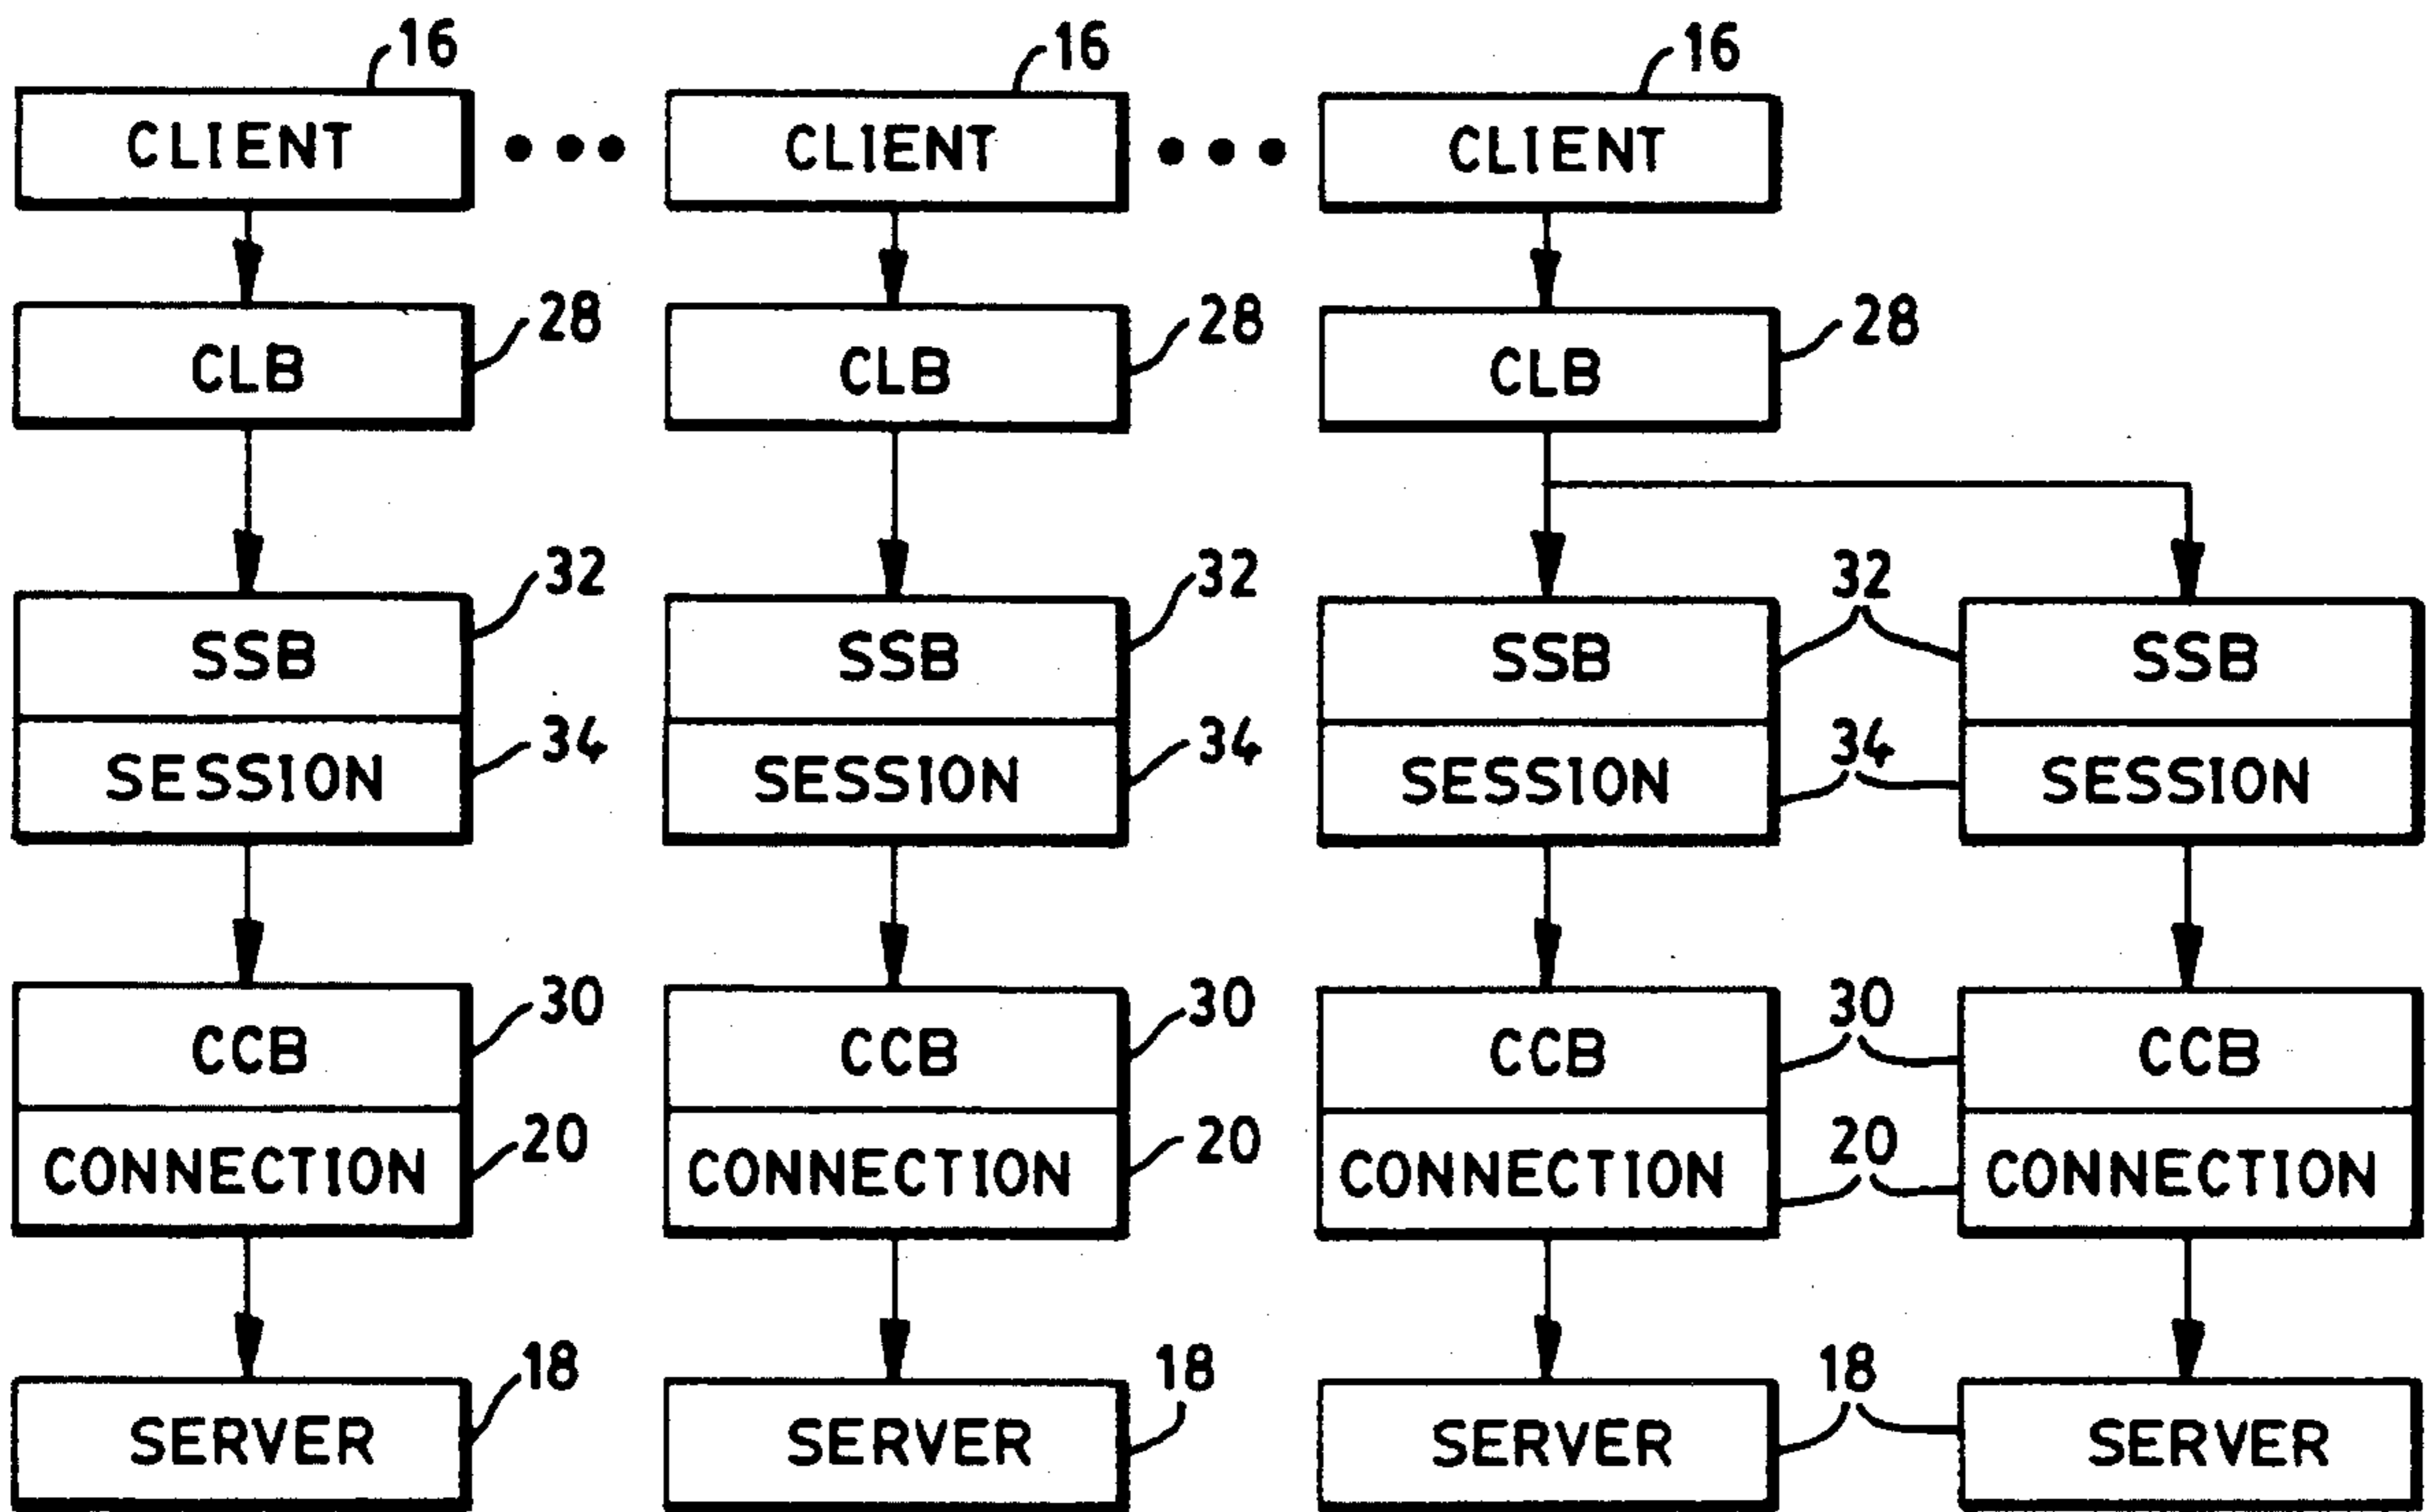 16 16 16
CLIENT CLIENT CLIENT
28 28 28
CLB CLB CLB
32 32 32
SSB SSB SSB SSB
34 34 34
SESSION SESSION SESSION SESSION
30 30 30
CCB CCB CCB CCB
20 20 20
CONNECTION CONNECTION CONNECTION CONNECTION
18 18 18
SERVER SERVER SERVER SERVER